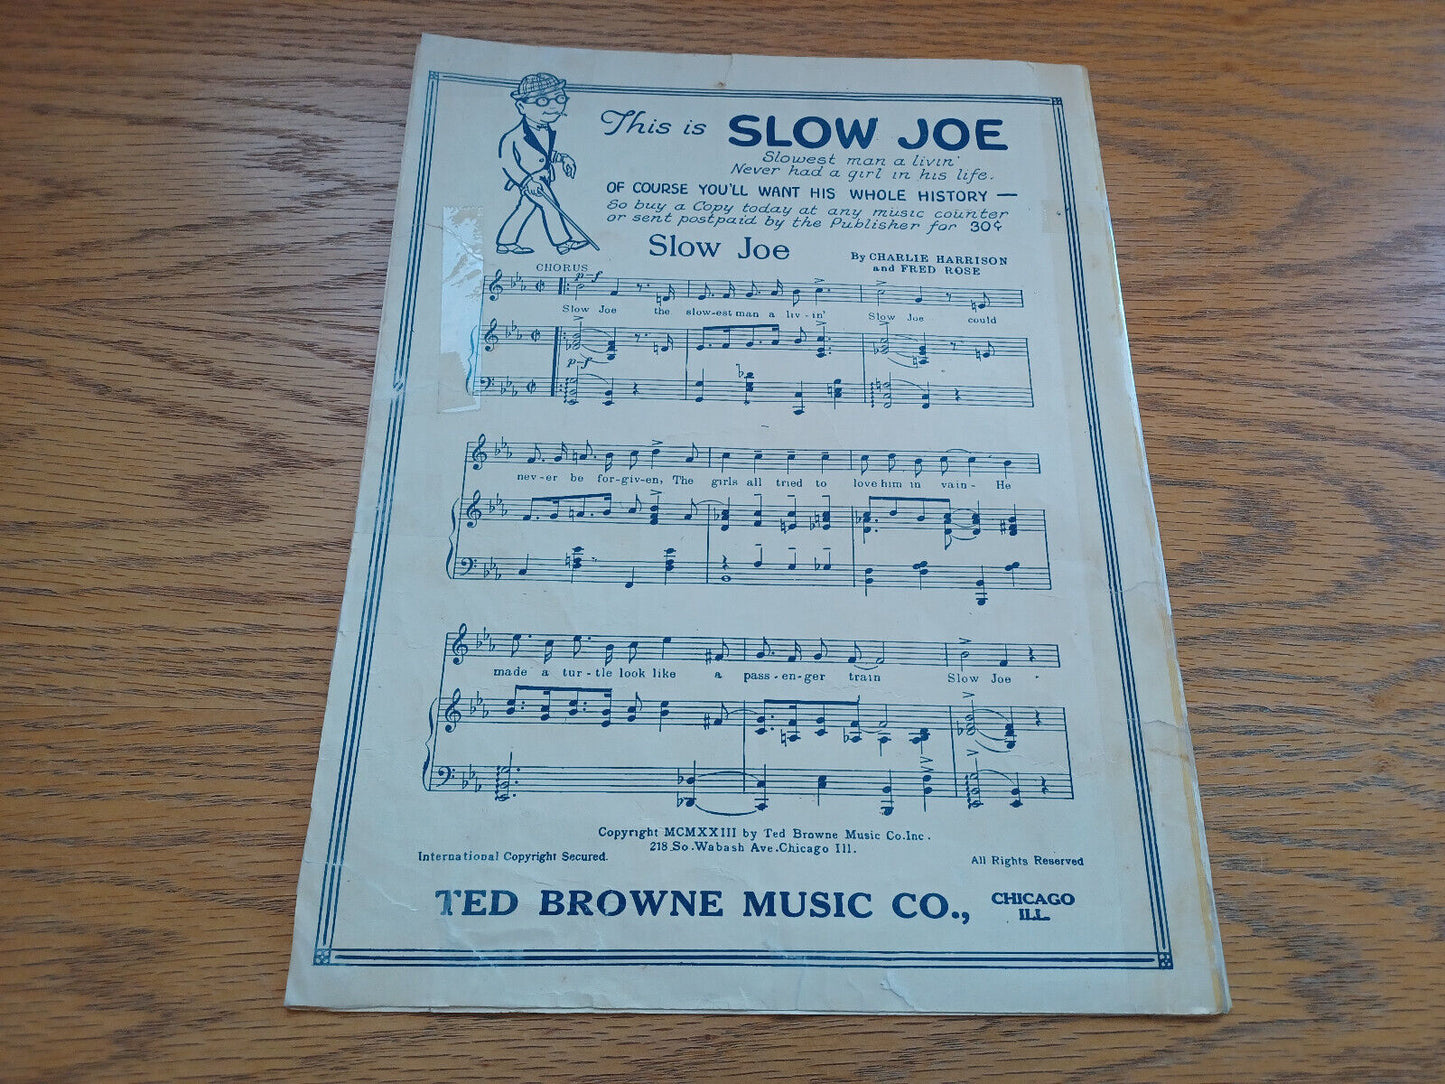 This is SLOW JOE
Slowest man a livin'
Never had a girl in his life.
OF COURSE YOU'LL WANT HIS WHOLE HISTORY —
So buy a Copy today at any music counter
or sent postpaid by the Publisher for 30¢
Slow Joe
By CHARLIE HARRISON
and FRED ROSE
CHORUS
p-f
Slow Joe the slow-est man a liv-in' Slow Joe could
p-f
nev-er be for-giv-en, The girls all tried to love him in vain- He
made a tur-tle look like a pass-en-ger train Slow Joe
Copyright MCMXXIII by Ted Browne Music Co.Inc.
218 So. Wabash Ave. Chicago Ill.
International Copyright Secured. All Rights Reserved
TED BROWNE MUSIC CO., CHICAGO
ILL.